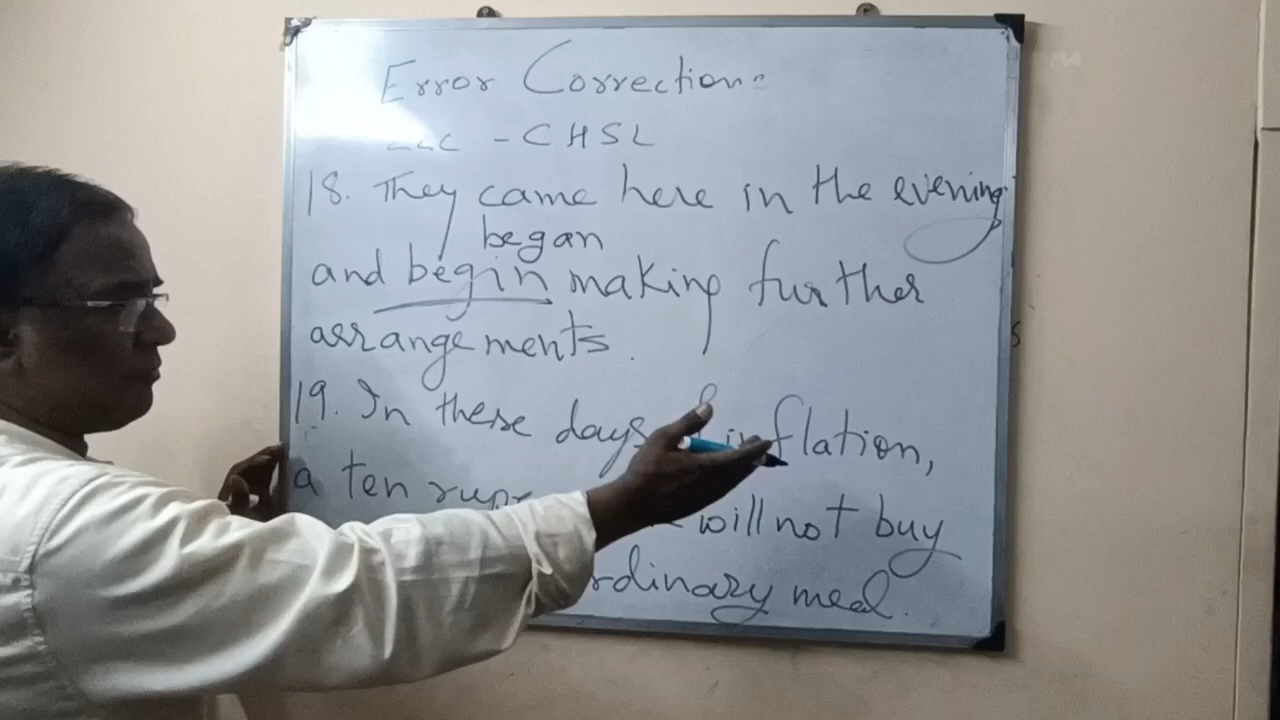 Error Correction:
- CHSL
18. They came here in the evening
began
and begin making further
arrangements.
19. In these days inflation,
a ten will not buy
meal.